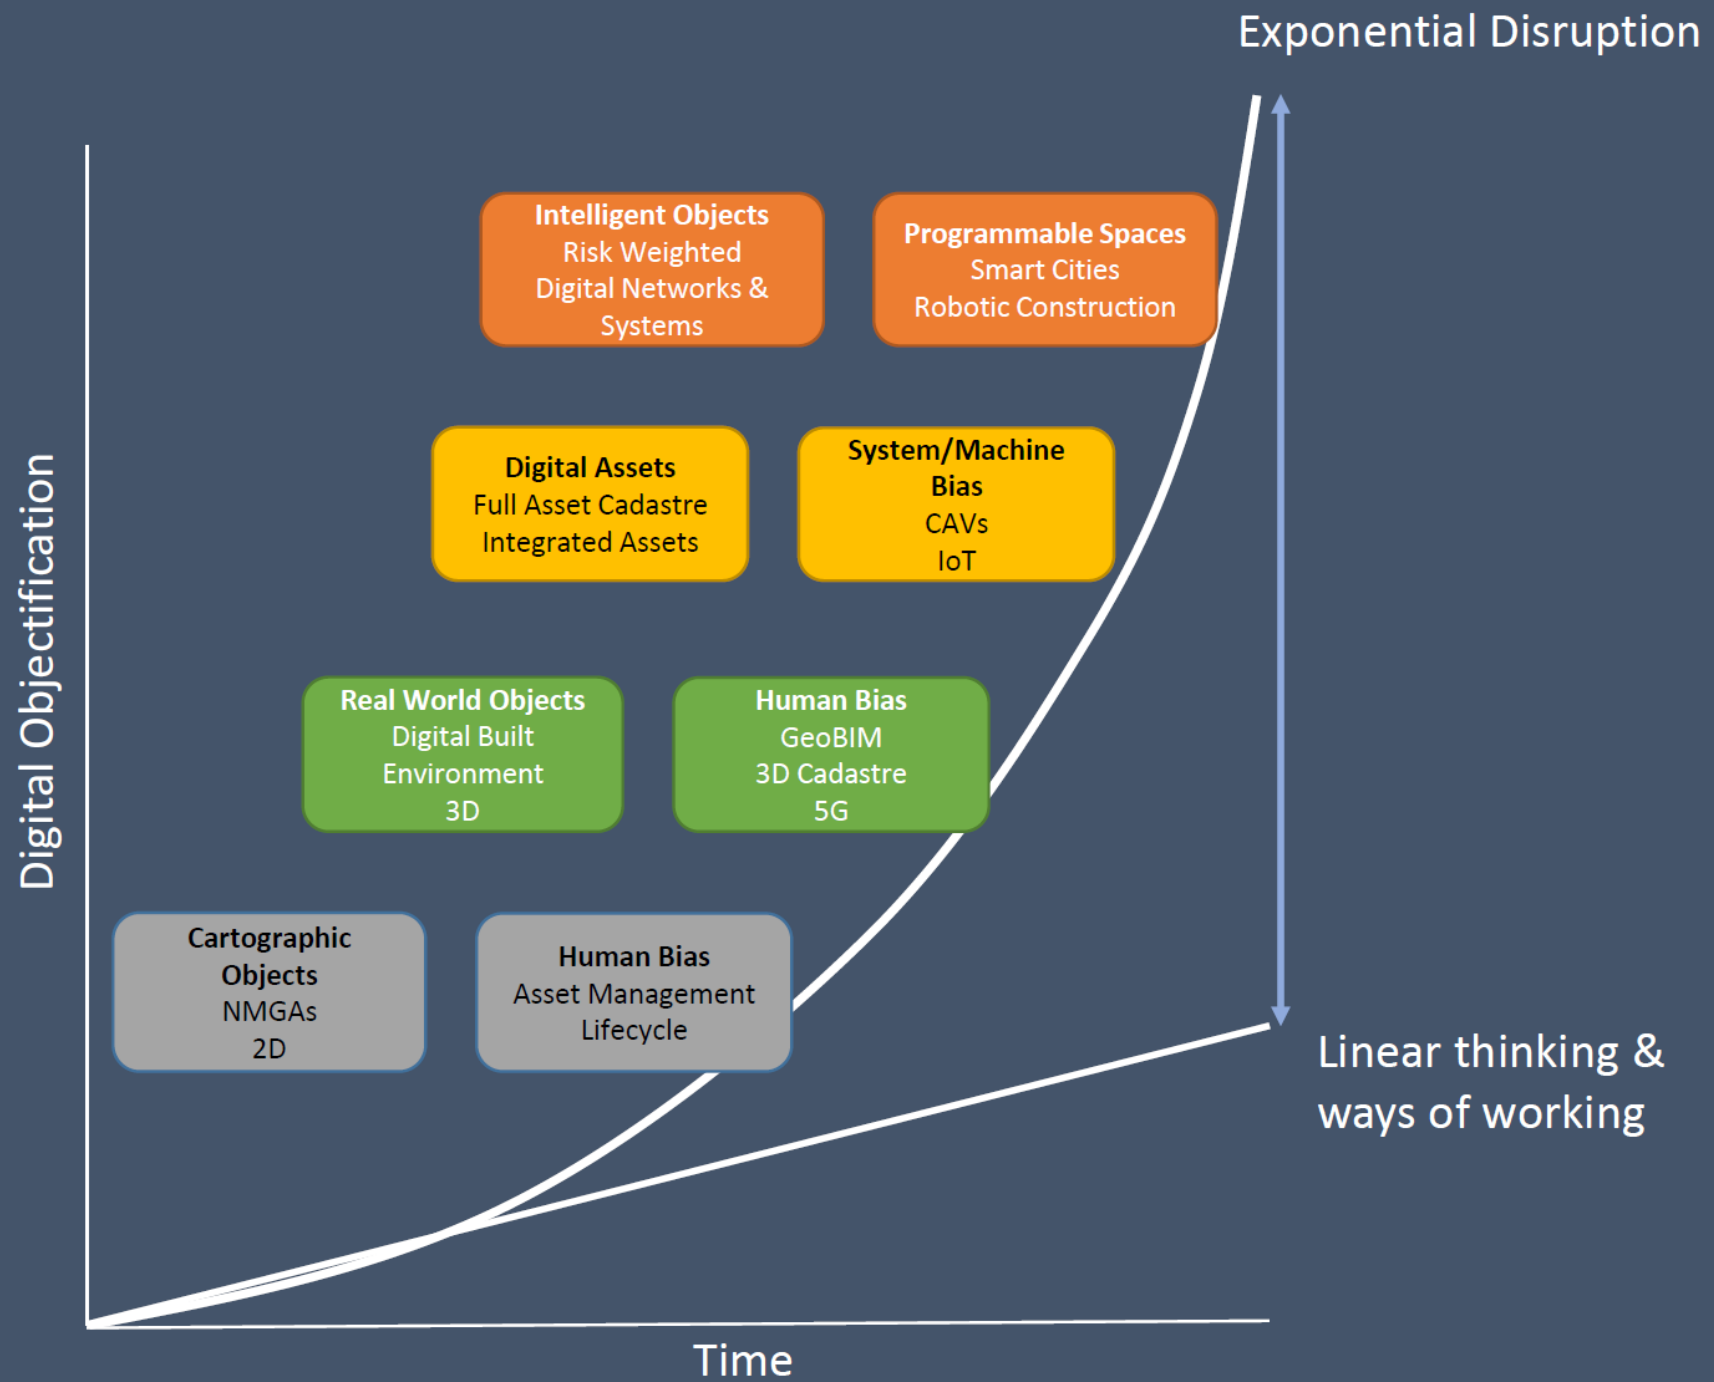 Exponential Disruption
Intelligent Objects
Risk Weighted
Digital Networks &
Systems
Programmable Spaces
Smart Cities
Robotic Construction
Digital Assets
Full Asset Cadastre
Integrated Assets
System/Machine
Bias
CAVs
IoT
Digital Objectification
Real World Objects
Digital Built
Environment
3D
Human Bias
GeoBIM
3D Cadastre
5G
Cartographic
Objects
NMGAs
2D
Human Bias
Asset Management
Lifecycle
Linear thinking &
ways of working
Time